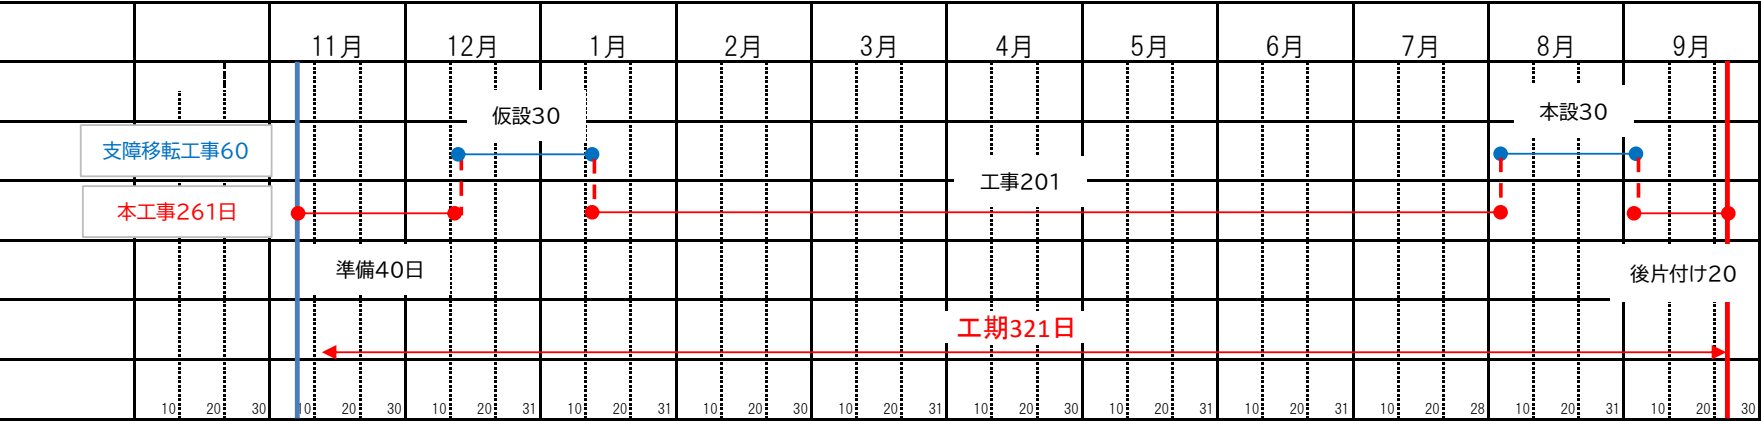 11月 12月 1月 2月 3月 4月 5月 6月 7月 8月 9月
仮設30 本設30
支障移転工事60
工事201
本工事261日
準備40日 後片付け20
工期321日
10 20 30 10 20 30 10 20 31 10 20 31 10 20 30 10 20 31 10 20 30 10 20 31 10 20 31 10 20 28 10 20 31 10 20 30